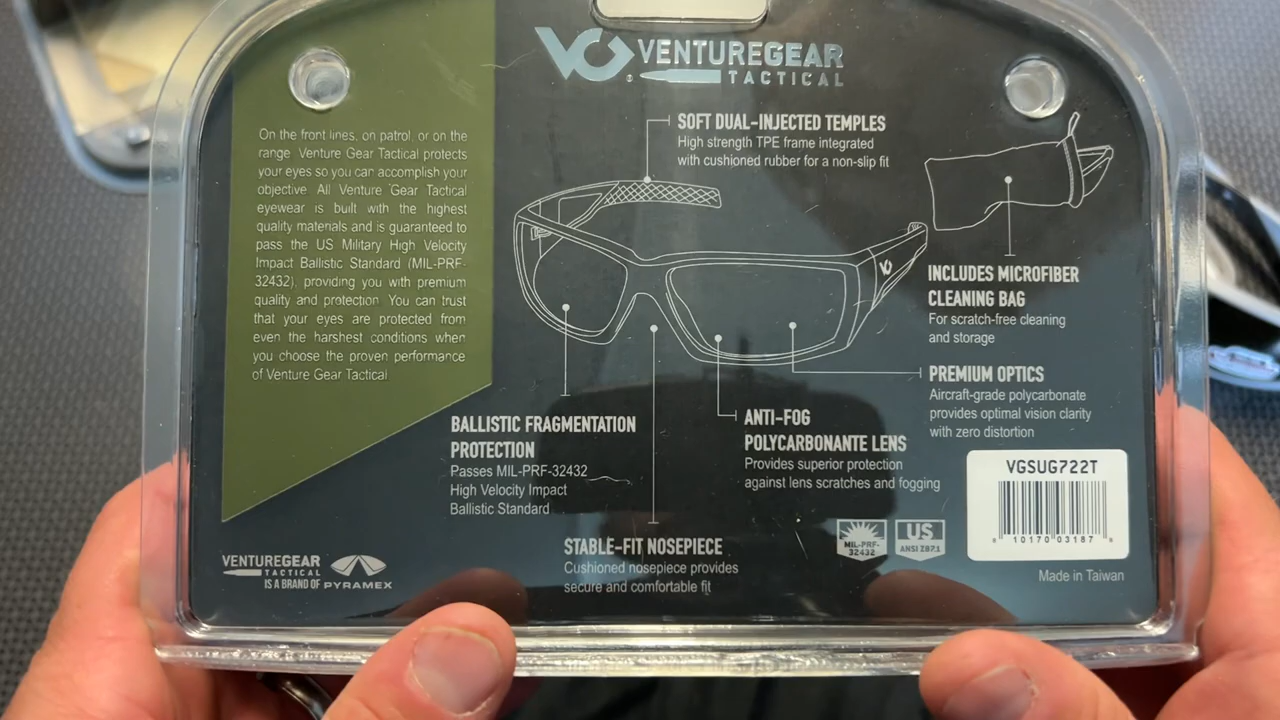 VG VENTUREGEAR
TACTICAL
On the front lines, on patrol, or on the
range Venture Gear Tactical protects
your eyes so you can accomplish your
objective All Venture Gear Tactical
eyewear is built with the highest
quality materials and is guaranteed to
pass the US Military High Velocity
Impact Ballistic Standard (MIL-PRF-
32432), providing you with premium
quality and protection. You can trust
that your eyes are protected from
even the harshest conditions when
you choose the proven performance
of Venture Gear Tactical.
SOFT DUAL-INJECTED TEMPLES
High strength TPE frame integrated
with cushioned rubber for a non-slip fit
INCLUDES MICROFIBER
CLEANING BAG
For scratch-free cleaning
and storage
PREMIUM OPTICS
Aircraft-grade polycarbonate
provides optimal vision clarity
with zero distortion
BALLISTIC FRAGMENTATION
PROTECTION
Passes MIL-PRF-32432
High Velocity Impact
Ballistic Standard
ANTI-FOG
POLYCARBONANTE LENS
Provides superior protection
against lens scratches and fogging
STABLE-FIT NOSEPIECE
Cushioned nosepiece provides
secure and comfortable fit
MIL-PRF-
32432
US
ANSI Z87.1
VGSUG722T
8 10170 03187 8
Made in Taiwan
VENTUREGEAR
TACTICAL
IS A BRAND OF PYRAMEX